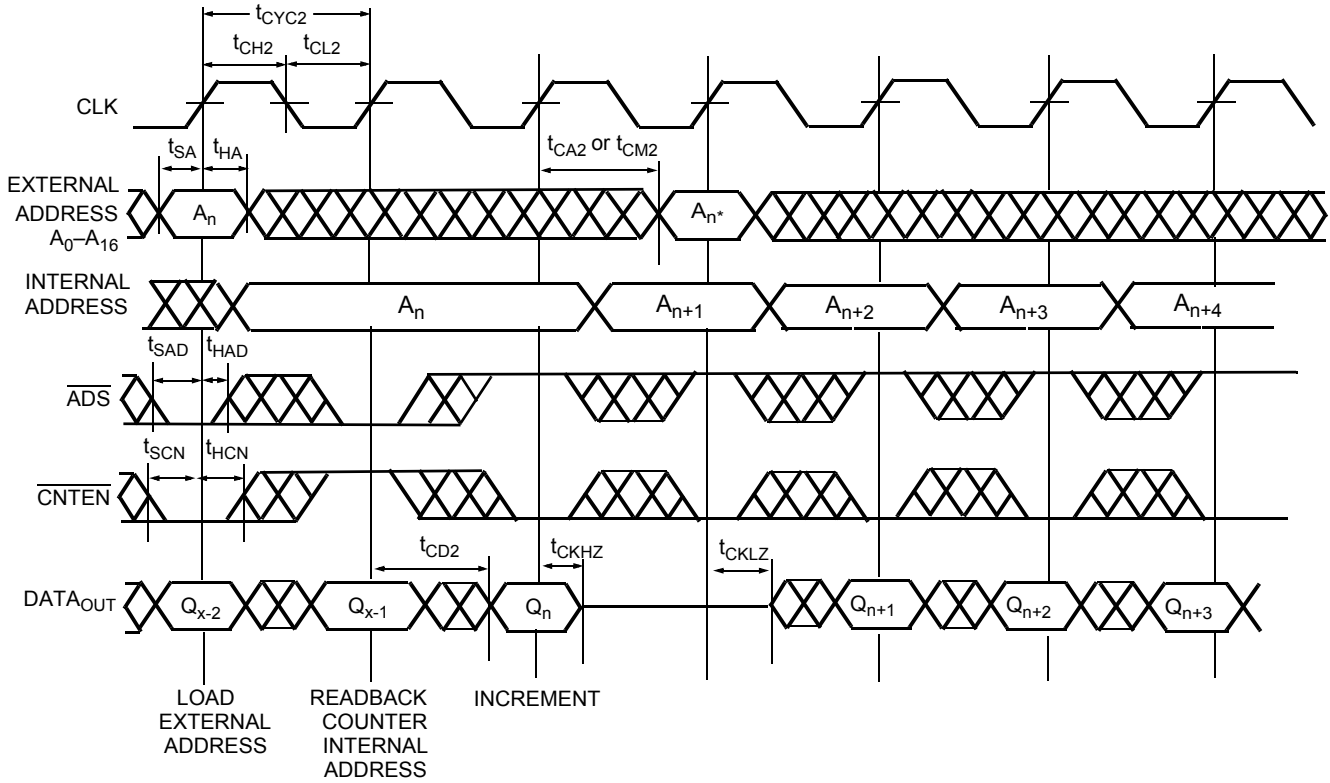 tCYC2
tCH2 tCL2
CLK
tSA tHA tCA2 or tCM2
EXTERNAL
ADDRESS
A0–A16
An An*
INTERNAL
ADDRESS
An An+1 An+2 An+3 An+4
tSAD tHAD
ADS
tSCN tHCN
CNTEN
tCD2 tCKHZ tCKLZ
DATAOUT
Qx-2 Qx-1 Qn Qn+1 Qn+2 Qn+3
LOAD
EXTERNAL
ADDRESS
READBACK
COUNTER
INTERNAL
ADDRESS
INCREMENT